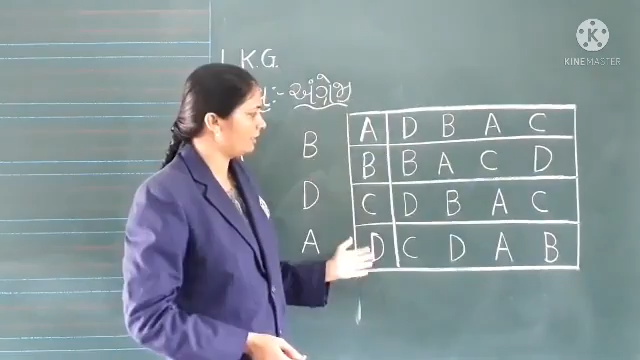 L.K.G.
:- અંગ્રેજી
B
D
A
A D B A C
B B A C D
C D B A C
D C D A B
K
KINEMASTER